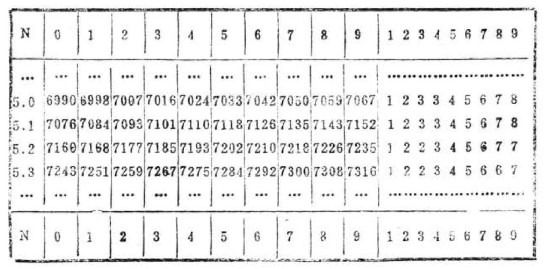 N 0 1 2 3 4 5 6 7 8 9 1 2 3 4 5 6 7 8 9
... ... ... ... ... ... ... ... ... ... ... ...........................
5.0 6990 6998 7007 7016 7024 7033 7042 7050 7059 7067 1 2 3 3 4 5 6 7 8
5.1 7076 7084 7093 7101 7110 7118 7126 7135 7143 7152 1 2 3 3 4 5 6 7 8
5.2 7160 7168 7177 7185 7193 7202 7210 7218 7226 7235 1 2 2 3 4 5 6 7 7
5.3 7243 7251 7259 7267 7275 7284 7292 7300 7308 7316 1 2 2 3 4 5 6 6 7
... ... ... ... ... ... ... ... ... ... ... ...........................
N 0 1 2 3 4 5 6 7 8 9 1 2 3 4 5 6 7 8 9